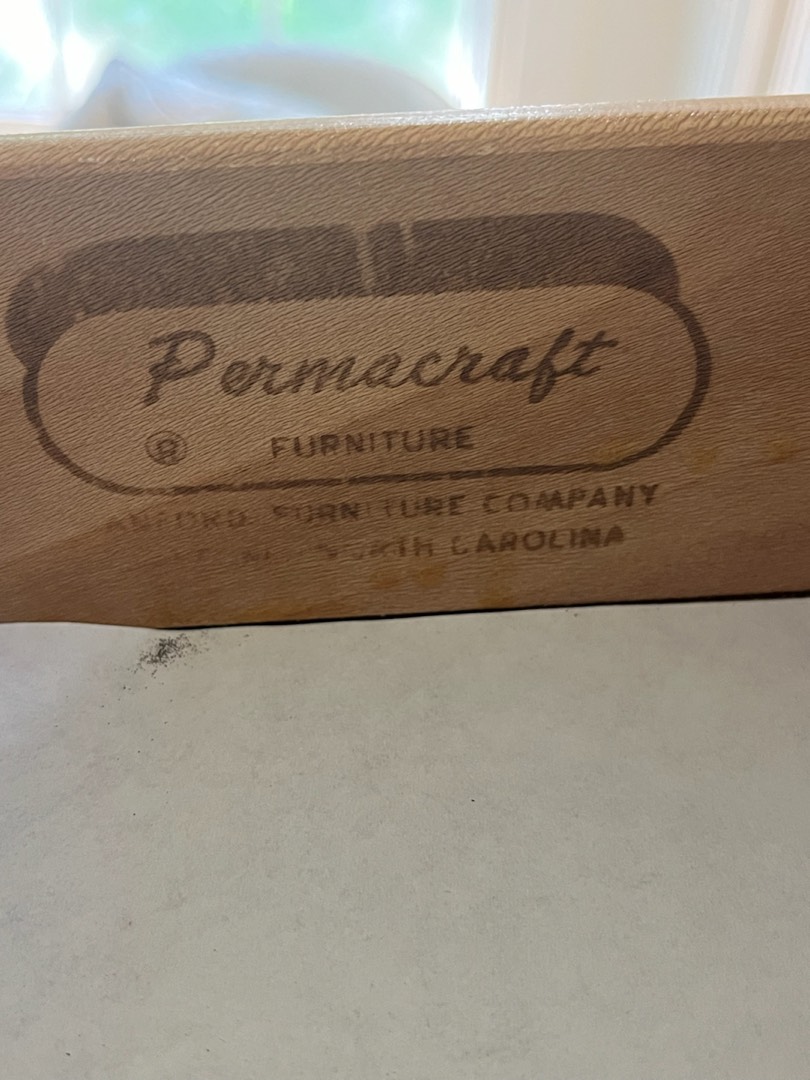 Permacraft
® FURNITURE
FURNITURE COMPANY
NORTH CAROLINA